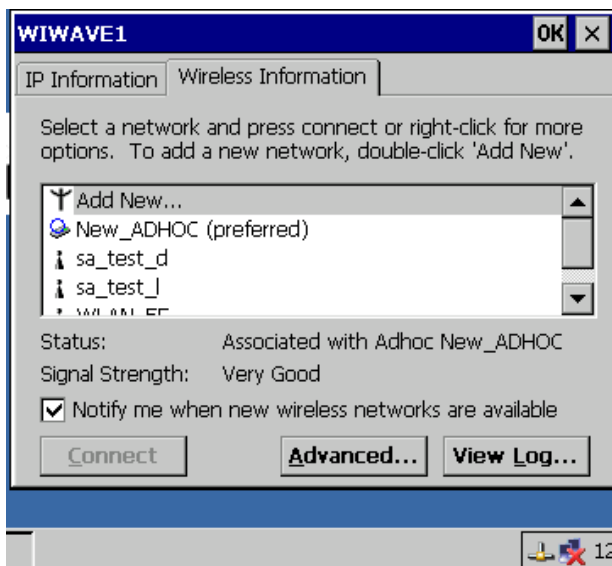 WIWAVE1 OK ×
IP Information Wireless Information
Select a network and press connect or right-click for more
options. To add a new network, double-click 'Add New'.
Add New...
New_ADHOC (preferred)
sa_test_d
sa_test_l
Status: Associated with Adhoc New_ADHOC
Signal Strength: Very Good
Notify me when new wireless networks are available
Connect Advanced... View Log...
12